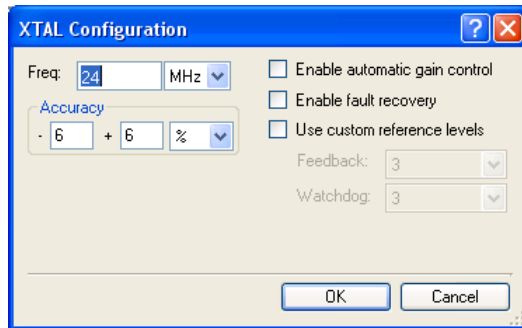 XTAL Configuration
Freq: 24 MHz
Enable automatic gain control
Enable fault recovery
Accuracy
Use custom reference levels
- 6 + 6 %
Feedback: 3
Watchdog: 3
OK Cancel